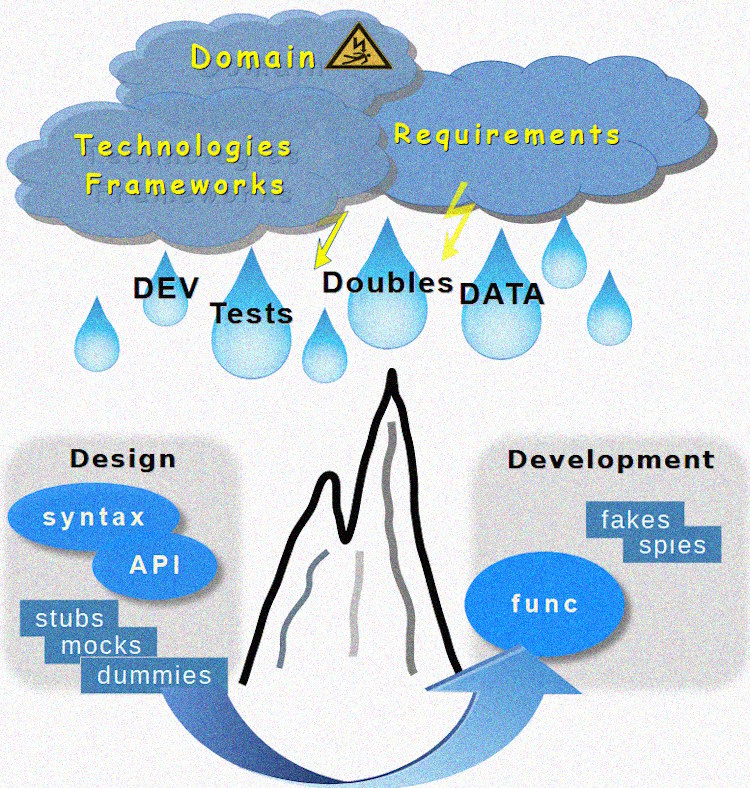 Domain
Technologies
Frameworks
Requirements
DEV
Tests
Doubles
DATA
Design
syntax
API
stubs
mocks
dummies
Development
fakes
spies
func